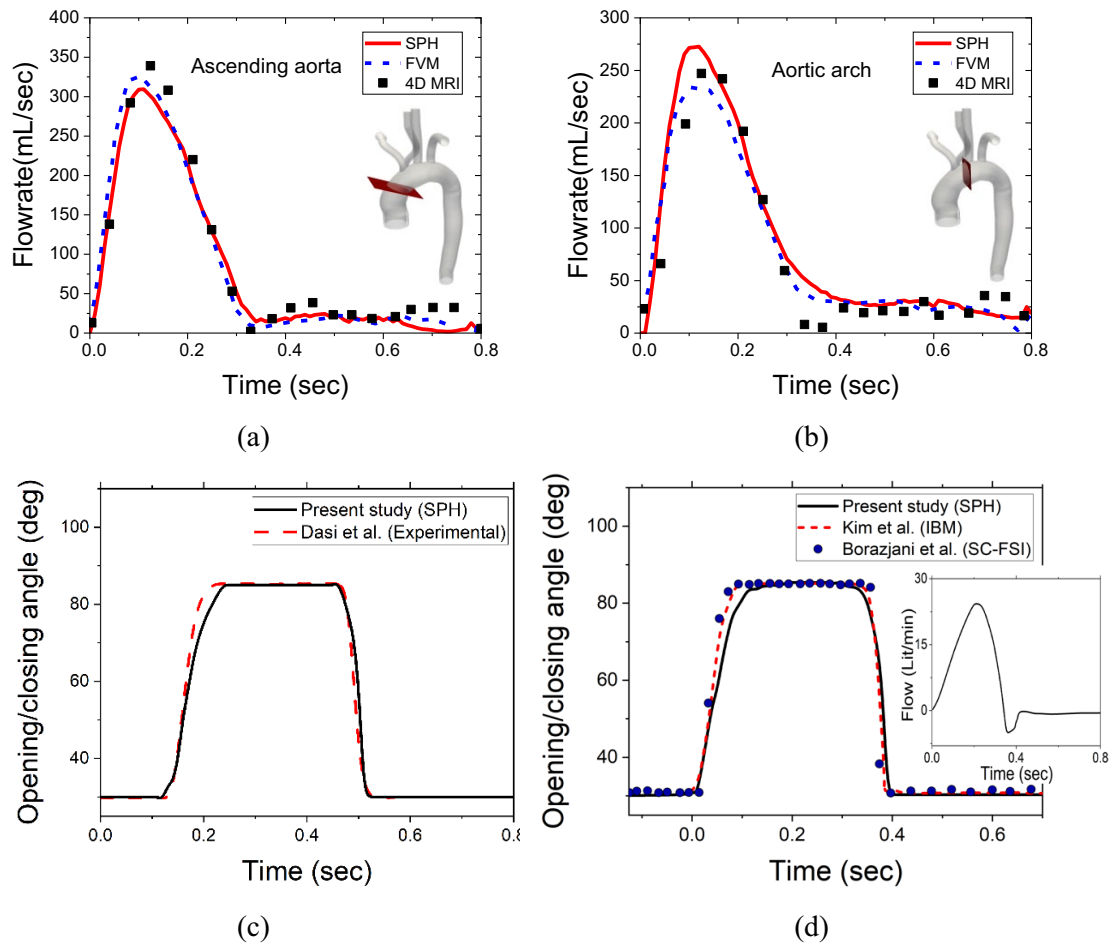 400
350
300
250
200
150
100
50
0
Flowrate(mL/sec)
Ascending aorta
SPH
FVM
4D MRI
0.0 0.2 0.4 0.6 0.8
Time (sec)
(a)
300
250
200
150
100
50
0
Flowrate(mL/sec)
Aortic arch
SPH
FVM
4D MRI
0.0 0.2 0.4 0.6 0.8
Time (sec)
(b)
100
80
60
40
Opening/closing angle (deg)
Present study (SPH)
Dasi et al. (Experimental)
0.0 0.2 0.4 0.6 0.8
Time (sec)
(c)
100
80
60
40
Opening/closing angle (deg)
Present study (SPH)
Kim et al. (IBM)
Borazjani et al. (SC-FSI)
30
15
0
Flow (Lit/min)
0.0 0.4 0.8
Time (sec)
0.0 0.2 0.4 0.6
Time (sec)
(d)